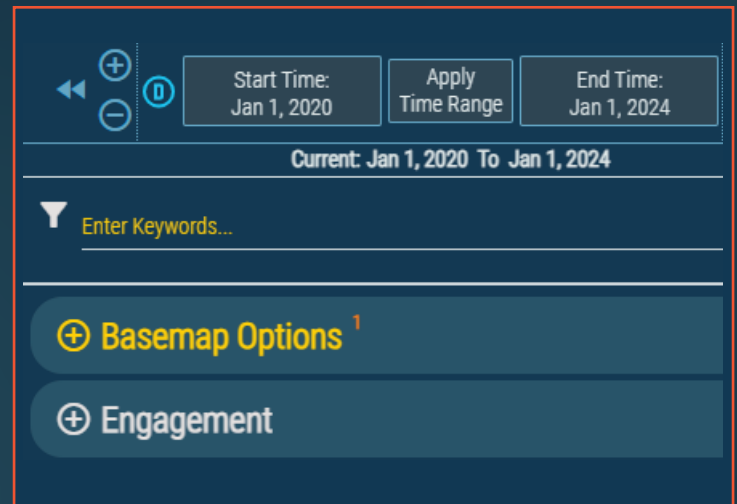 D
Start Time:
Jan 1, 2020
Apply
Time Range
End Time:
Jan 1, 2024
Current: Jan 1, 2020 To Jan 1, 2024
Enter Keywords...
Basemap Options 1
Engagement